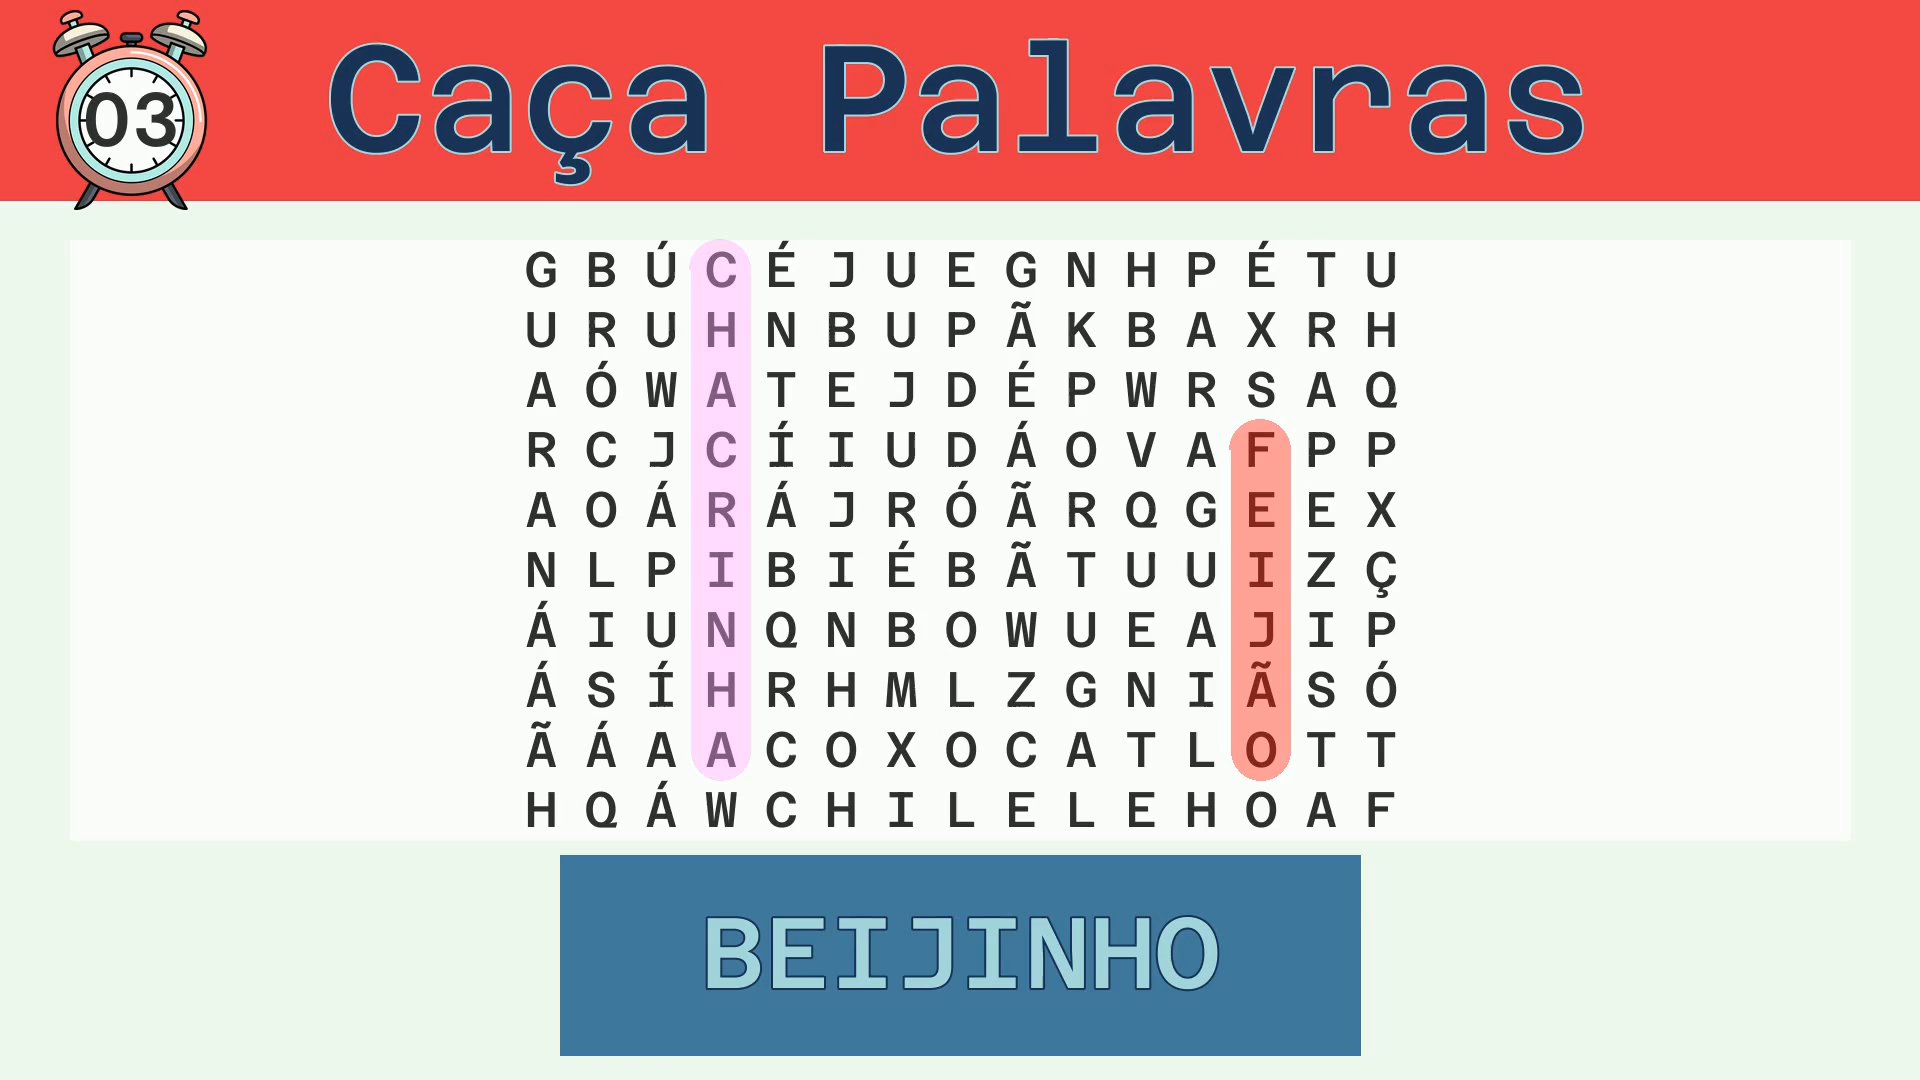 03
Caça Palavras
G B Ú C É J U E G N H P É T U
U R U H N B U P Ã K B A X R H
A Ó W A T E J D É P W R S A Q
R C J C Í I U D Á O V A F P P
A O Á R Á J R Ó Ã R Q G E E X
N L P I B I É B Ã T U U I Z Ç
Á I U N Q N B O W U E A J I P
Á S Í H R H M L Z G N I Ã S Ó
Ã Á A A C O X O C A T L O T T
H Q Á W C H I L E L E H O A F
BEIJINHO